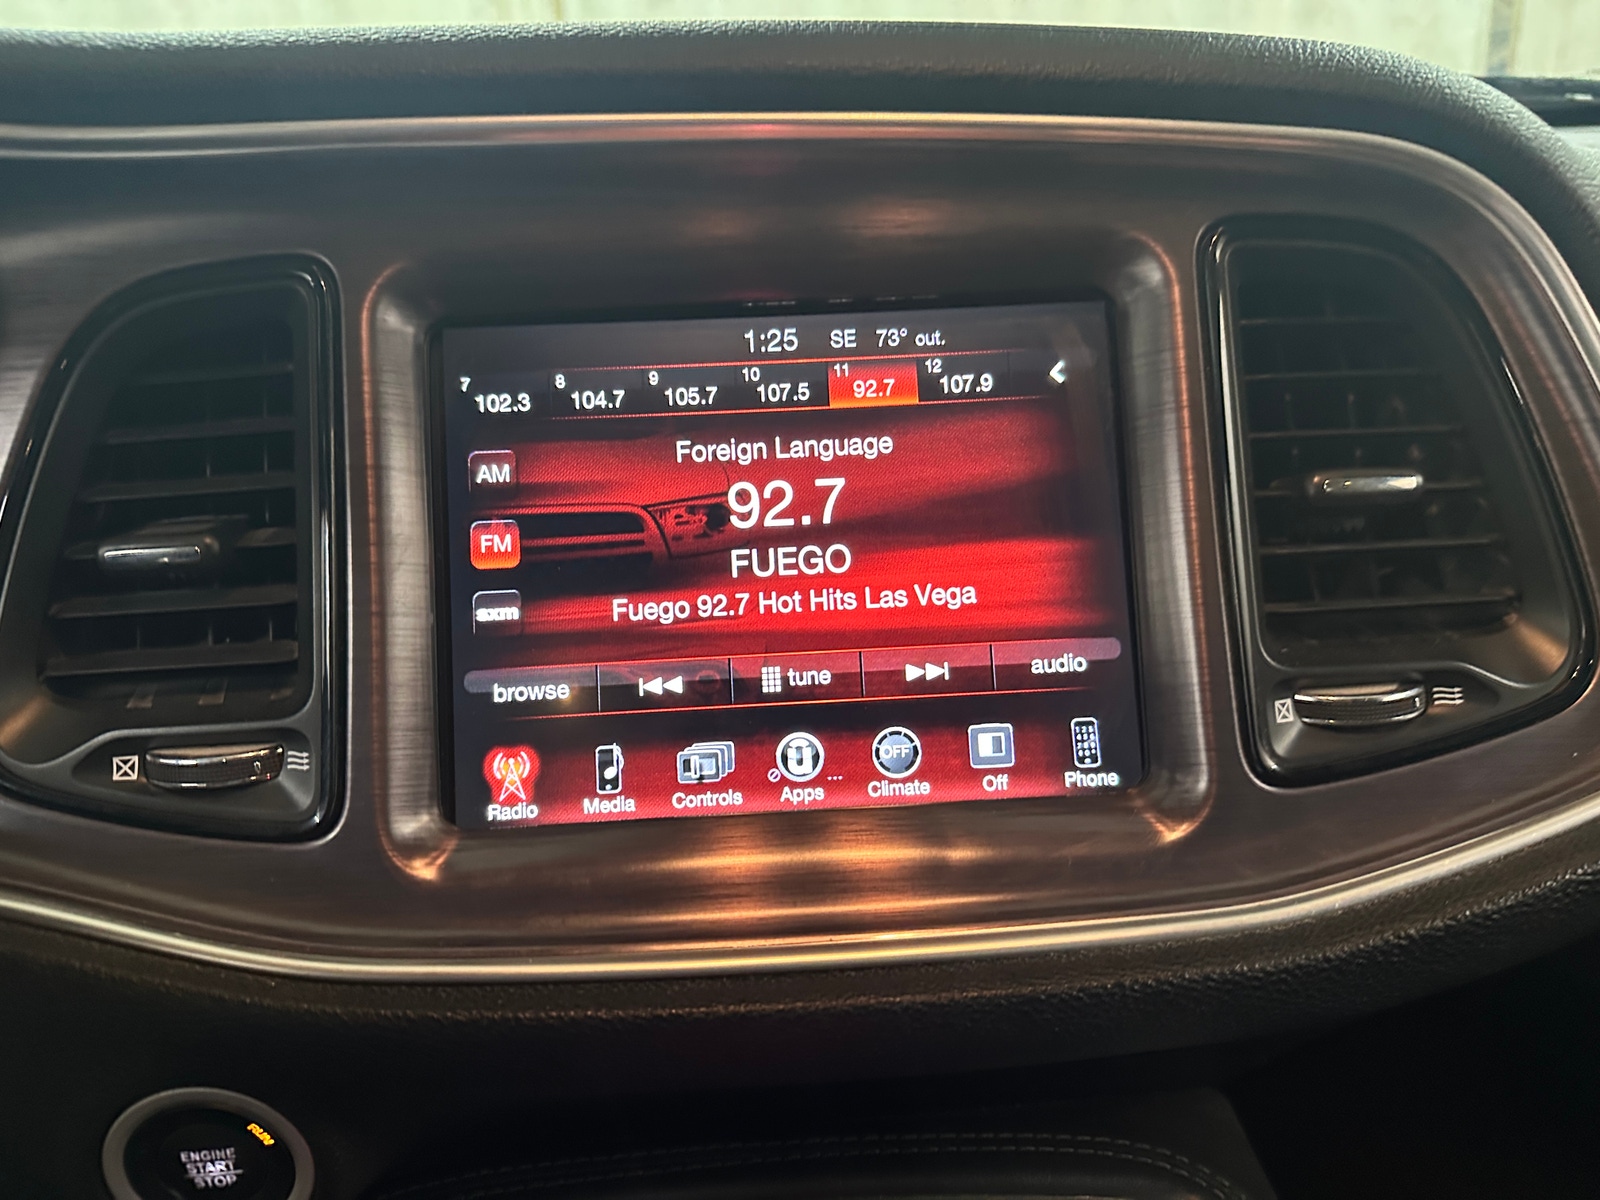 1:25 SE 73° out.
7 102.3 8 104.7 9 105.7 10 107.5 11 92.7 12 107.9
Foreign Language
AM
92.7
FM
FUEGO
sxm
Fuego 92.7 Hot Hits Las Vega
browse tune audio
OFF
Radio Media Controls Apps ... Climate Off Phone
RUN
ENGINE
START
STOP